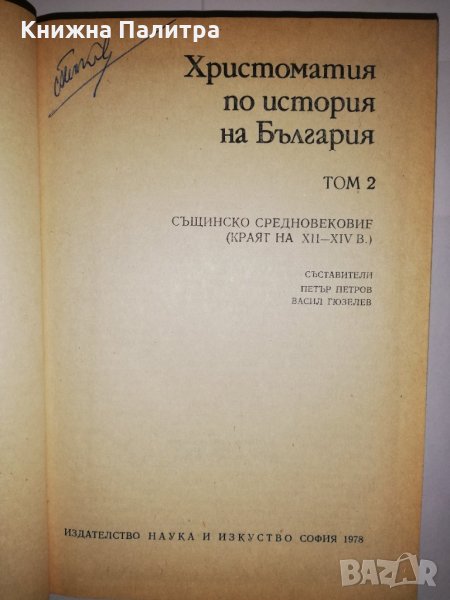 Книжна Палитра
Христоматия
по история
на България
ТОМ 2
СЪЩИНСКО СРЕДНОВЕКОВИЕ
(КРАЯТ НА XII—XIV В.)
СЪСТАВИТЕЛИ
ПЕТЪР ПЕТРОВ
ВАСИЛ ГЮЗЕЛЕВ
ИЗДАТЕЛСТВО НАУКА И ИЗКУСТВО СОФИЯ 1978
BAZAR